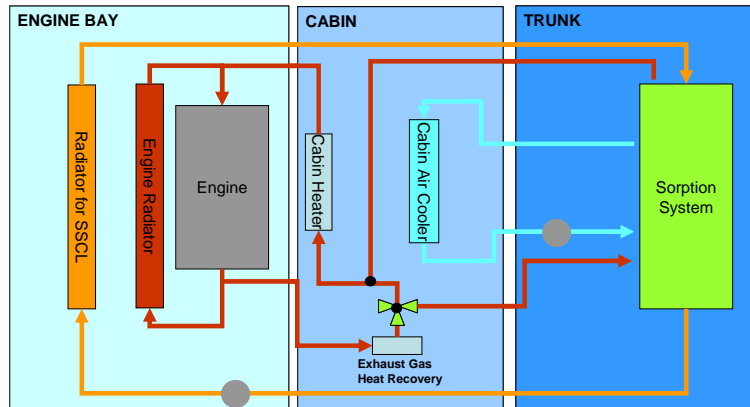 ENGINE BAY
CABIN
TRUNK
Radiator for SSCL
Engine Radiator
Engine
Cabin Heater
Cabin Air Cooler
Sorption
System
Exhaust Gas
Heat Recovery